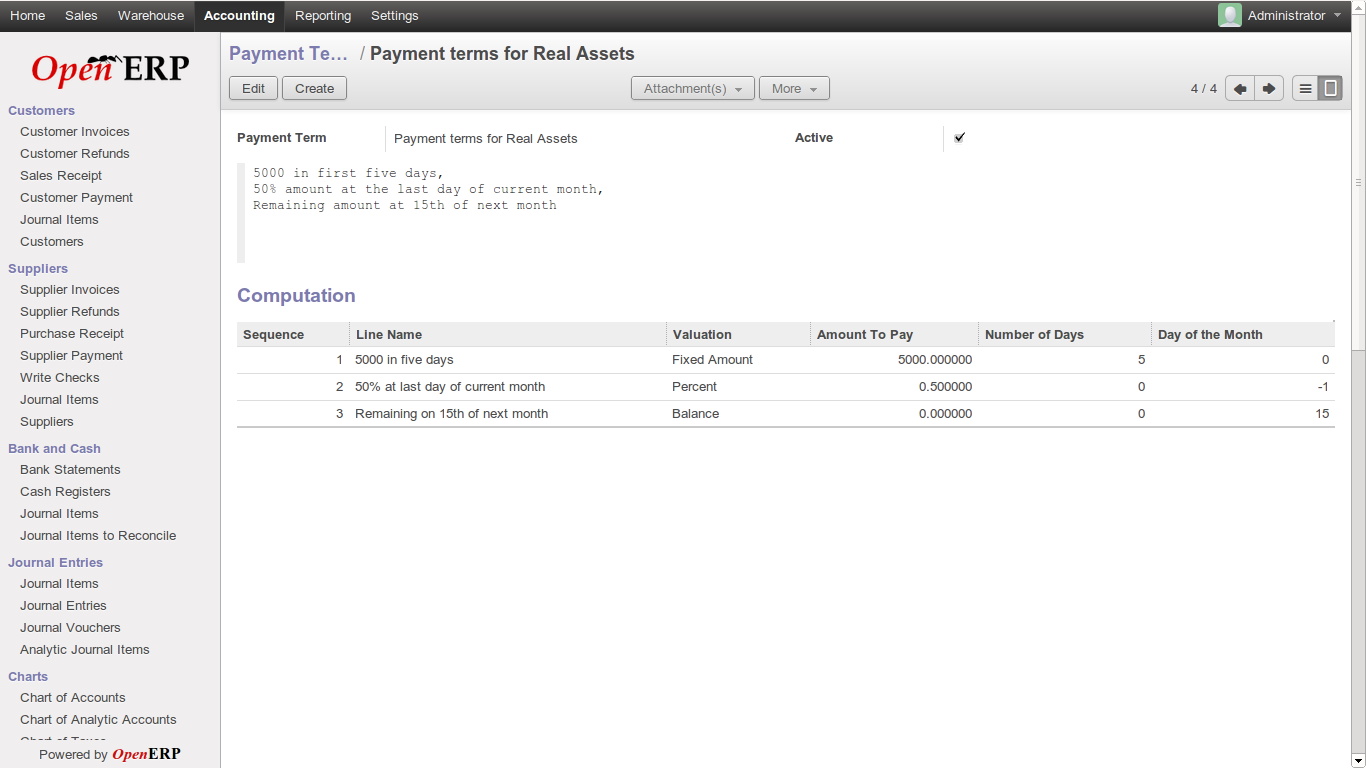 Home Sales Warehouse Accounting Reporting Settings Administrator
OpenERP
Customers
Customer Invoices
Customer Refunds
Sales Receipt
Customer Payment
Journal Items
Customers
Suppliers
Supplier Invoices
Supplier Refunds
Purchase Receipt
Supplier Payment
Write Checks
Journal Items
Suppliers
Bank and Cash
Bank Statements
Cash Registers
Journal Items
Journal Items to Reconcile
Journal Entries
Journal Items
Journal Entries
Journal Vouchers
Analytic Journal Items
Charts
Chart of Accounts
Chart of Analytic Accounts
Chart of Taxes
Powered by OpenERP
Payment Te... / Payment terms for Real Assets
Edit Create Attachment(s) More 4 / 4
Payment Term Payment terms for Real Assets Active
5000 in first five days,
50% amount at the last day of current month,
Remaining amount at 15th of next month
Computation
Sequence Line Name Valuation Amount To Pay Number of Days Day of the Month
1 5000 in five days Fixed Amount 5000.000000 5 0
2 50% at last day of current month Percent 0.500000 0 -1
3 Remaining on 15th of next month Balance 0.000000 0 15